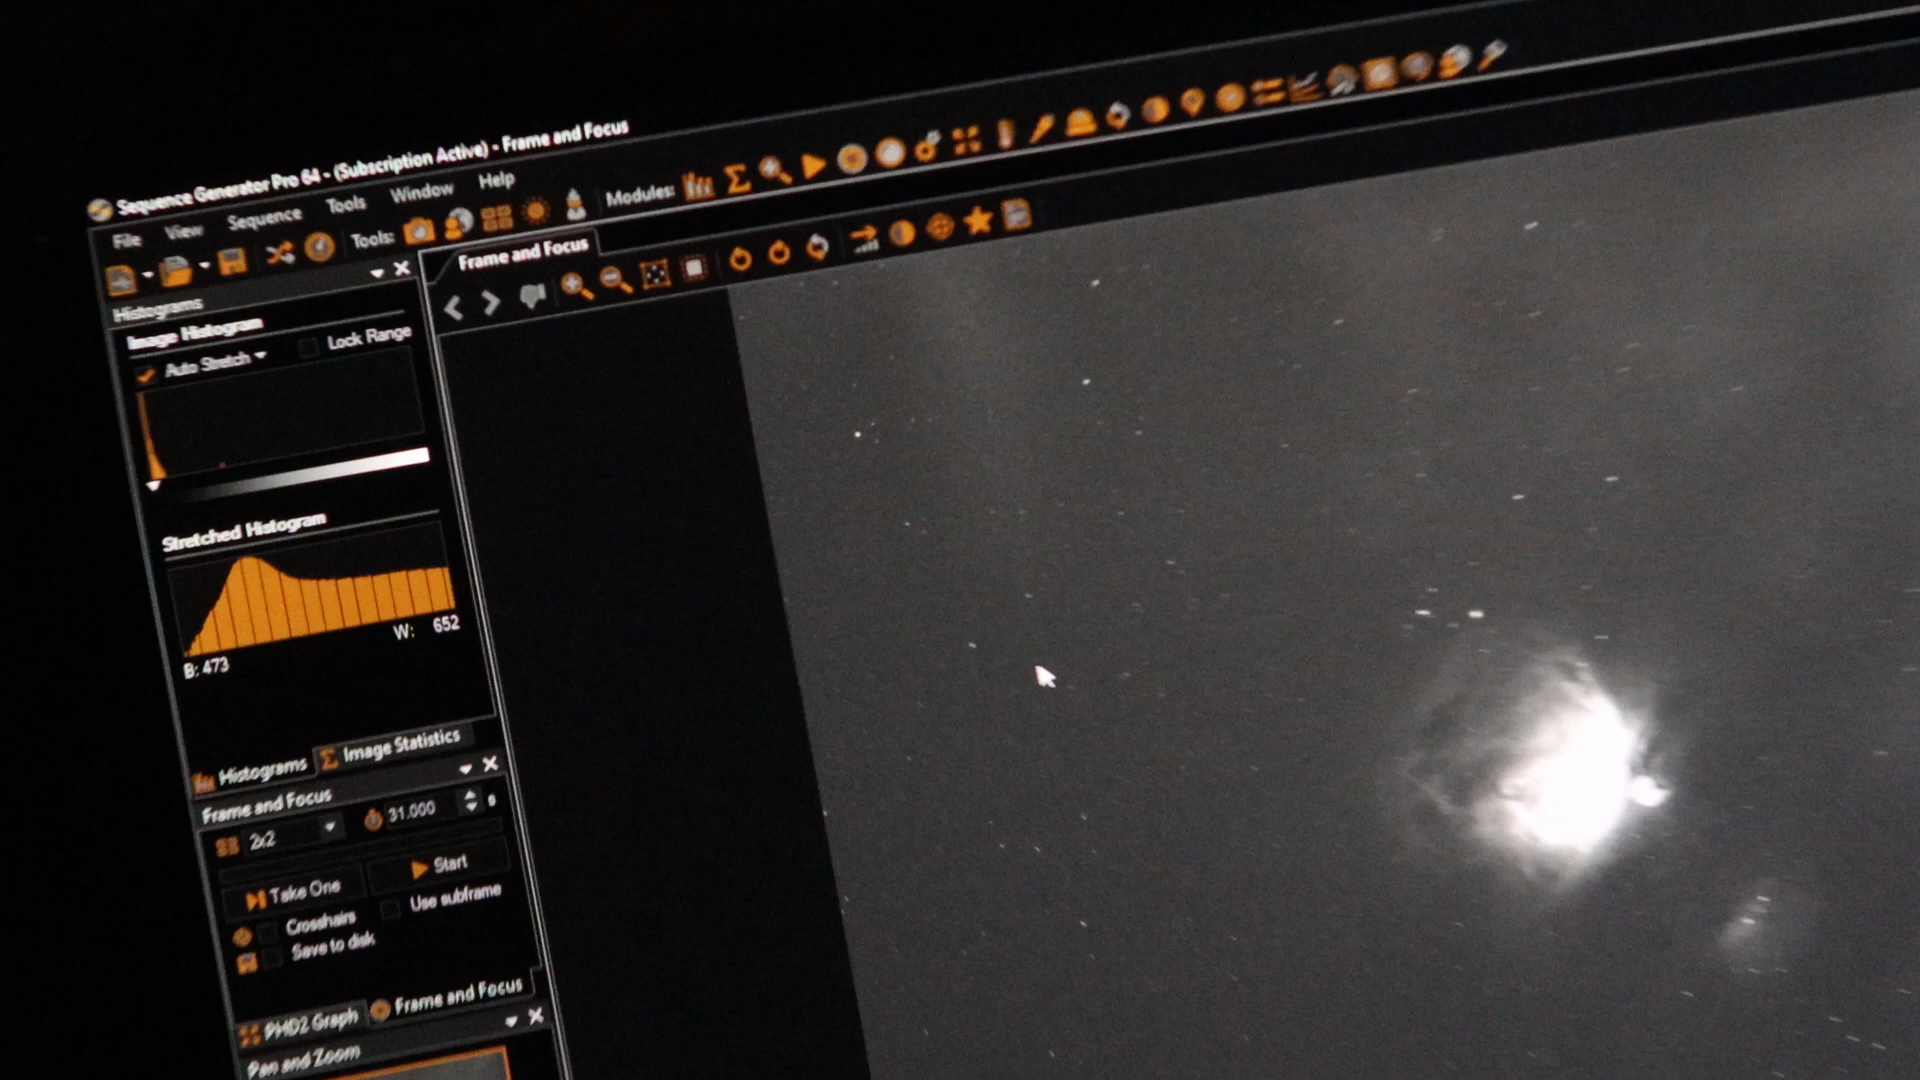 Sequence Generator Pro 64 - (Subscription Active) - Frame and Focus
File View Sequence Tools Window Help
Tools:
Modules:
Histograms
Frame and Focus
Image Histogram
Auto Stretch
Lock Range
Stretched Histogram
W: 652
B: 473
Histograms
Image Statistics
Frame and Focus
2x2
31.000 s
Take One
Start
Crosshairs
Use subframe
Save to disk
PHD2 Graph
Frame and Focus
Pan and Zoom